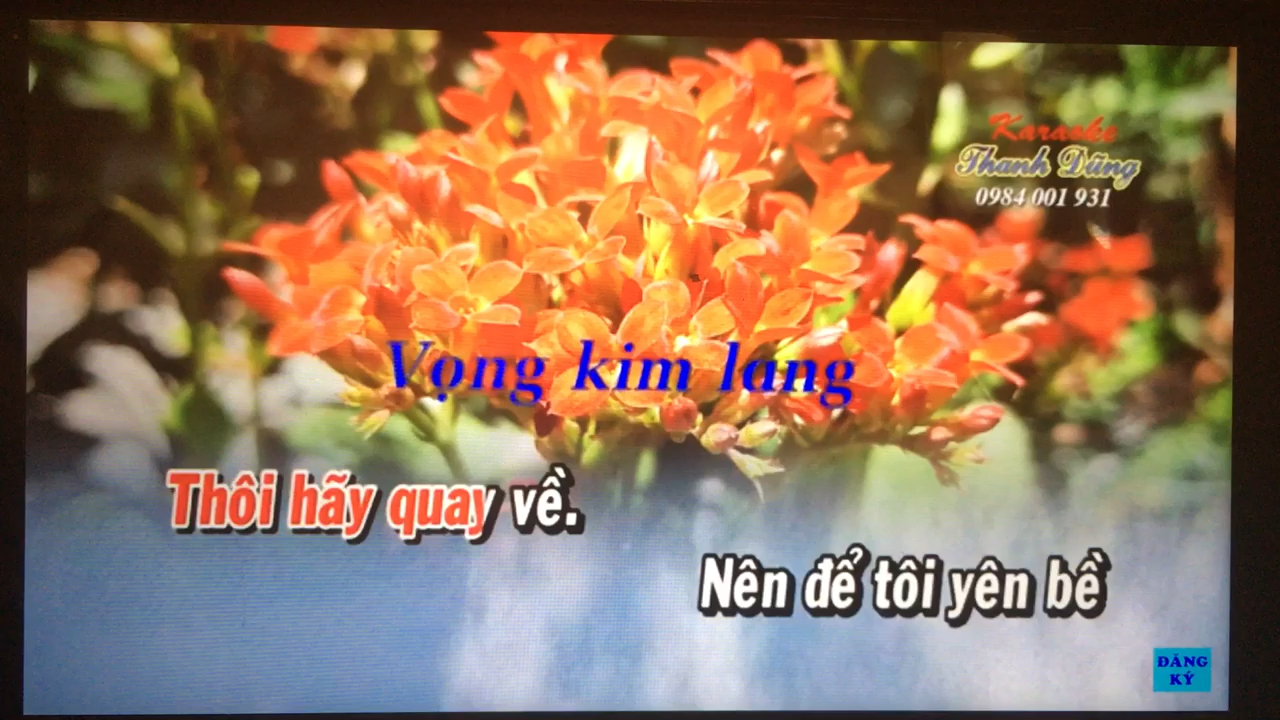 Karaoke
Thanh Dũng
0984 001 931
Vọng kim lang
Thôi hãy quay về.
Nên để tôi yên bề
ĐĂNG
KÝ